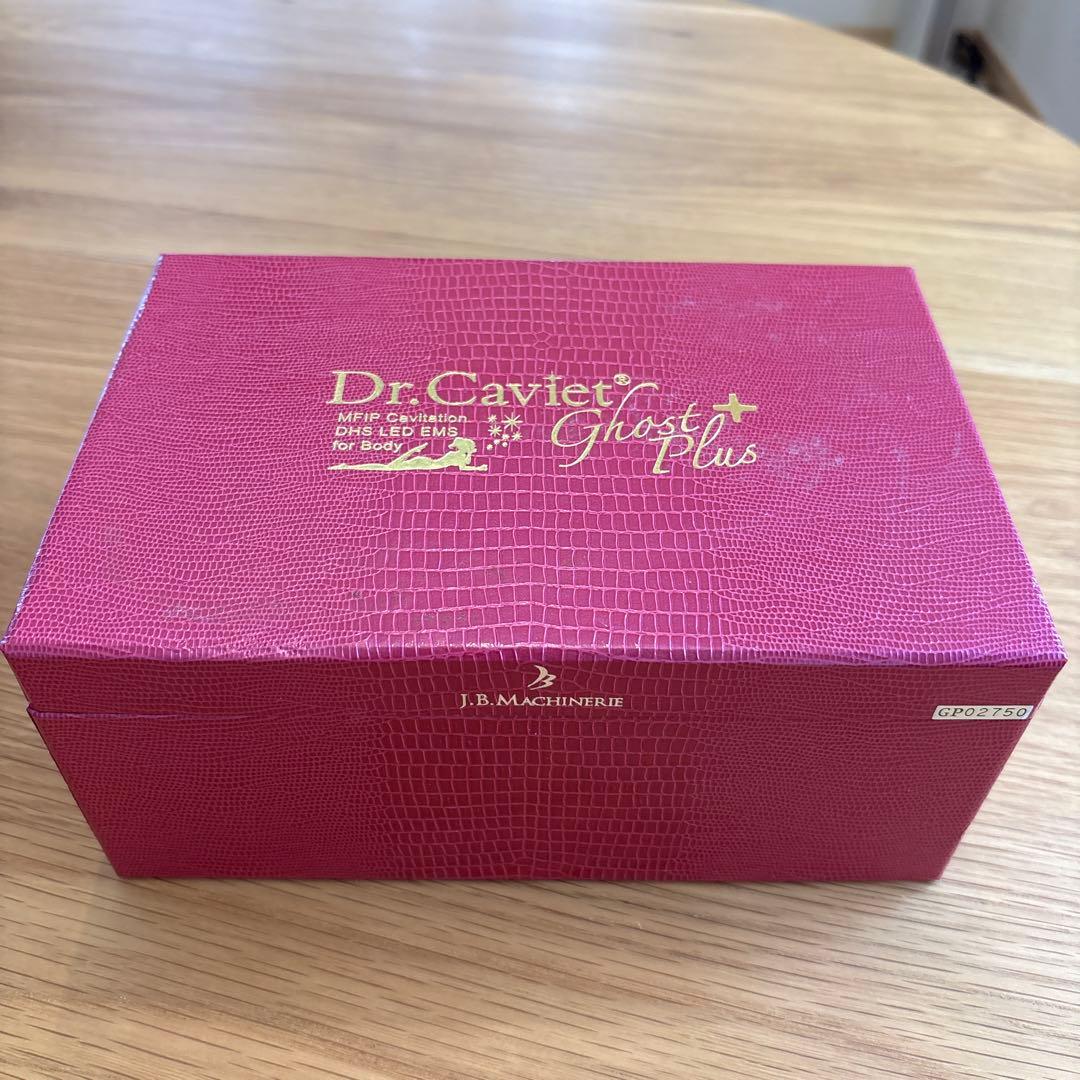 Dr.Caviet®
MFIP Cavitation
DHS LED EMS
for Body
Ghost
Plus
J.B.MACHINERIE
GP02750